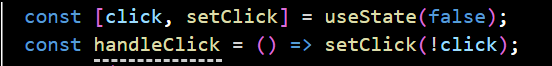 const [click, setClick] = useState(false);
const handleClick = () => setClick(!click);